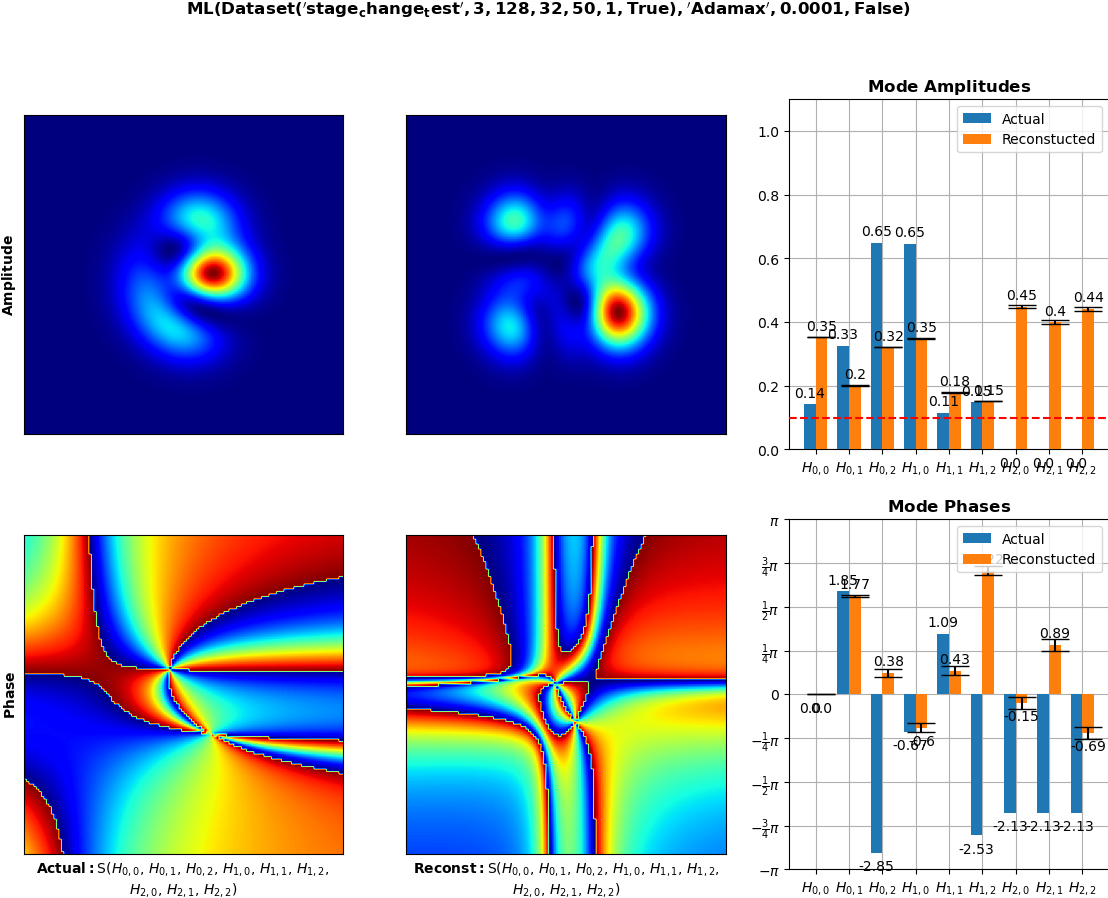 ML(Dataset('stage_change_test', 3, 128, 32, 50, 1, True), 'Adamax', 0.0001, False)
Amplitude
Mode Amplitudes
Actual
Reconstucted
1.0
0.8
0.6
0.4
0.2
0.0
0.14 0.35 0.33 0.2 0.65 0.32 0.65 0.35 0.11 0.18 0.15 0.15 0.0 0.45 0.0 0.4 0.0 0.44
H0,0 H0,1 H0,2 H1,0 H1,1 H1,2 H2,0 H2,1 H2,2
Phase
Actual: S(H0,0, H0,1, H0,2, H1,0, H1,1, H1,2,
H2,0, H2,1, H2,2)
Reconst: S(H0,0, H0,1, H0,2, H1,0, H1,1, H1,2,
H2,0, H2,1, H2,2)
Mode Phases
Actual
Reconstucted
π
3/4π
1/2π
1/4π
0
−1/4π
−1/2π
−3/4π
−π
0.0 0.0 1.85 1.77 -2.85 0.38 -0.67 -0.6 1.09 0.43 -2.53 -2.13 -0.15 -2.13 0.89 -2.13 -0.69
H0,0 H0,1 H0,2 H1,0 H1,1 H1,2 H2,0 H2,1 H2,2